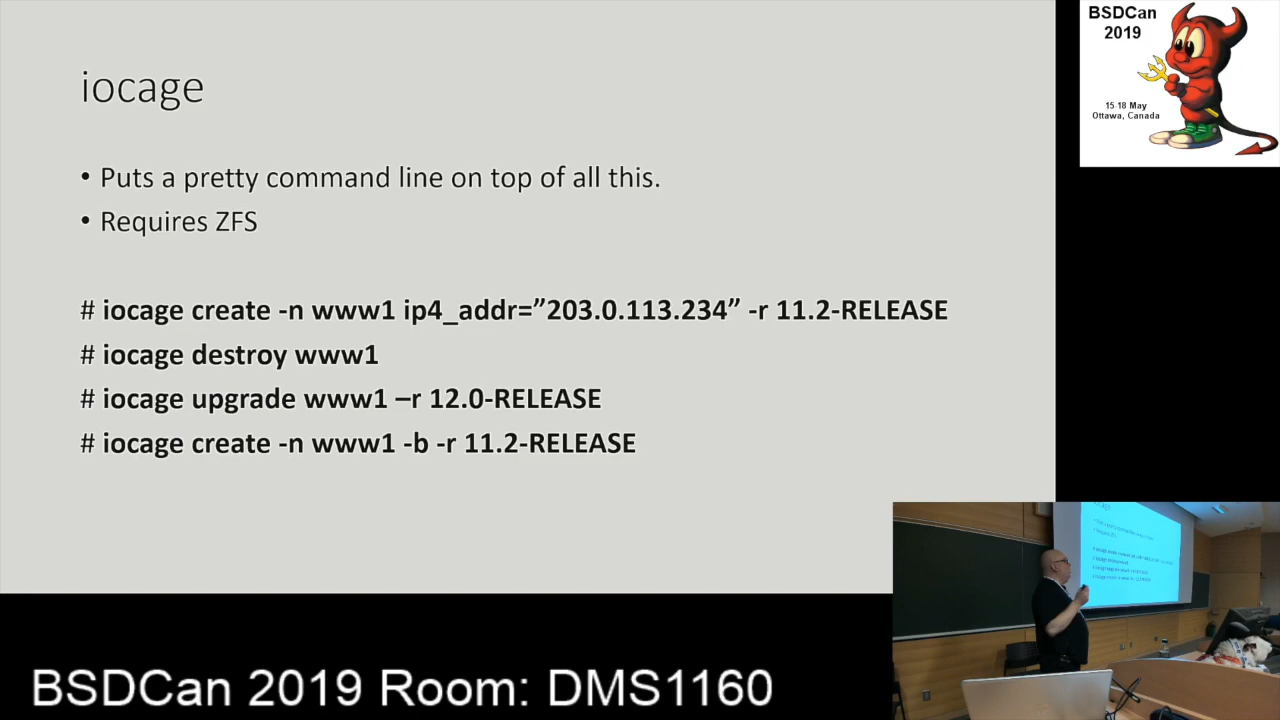 iocage
• Puts a pretty command line on top of all this.
• Requires ZFS
# iocage create -n www1 ip4_addr=”203.0.113.234” -r 11.2-RELEASE
# iocage destroy www1
# iocage upgrade www1 –r 12.0-RELEASE
# iocage create -n www1 -b -r 11.2-RELEASE
BSDCan
2019
15-18 May
Ottawa, Canada
BSDCan 2019 Room: DMS1160